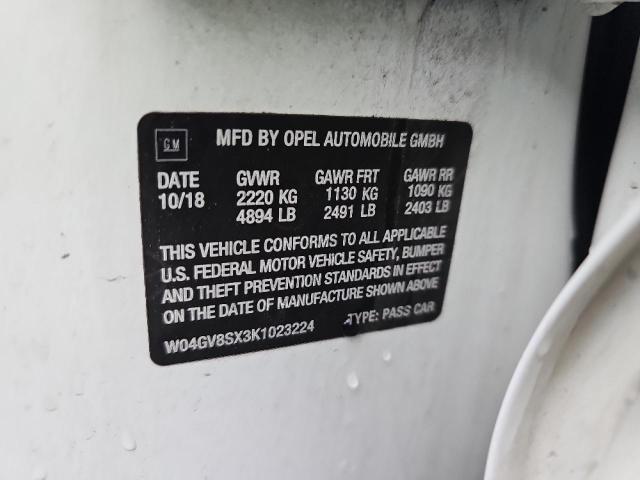 GM MFD BY OPEL AUTOMOBILE GMBH
DATE GVWR GAWR FRT GAWR RR
10/18 2220 KG 1130 KG 1090 KG
4894 LB 2491 LB 2403 LB
THIS VEHICLE CONFORMS TO ALL APPLICABLE
U.S. FEDERAL MOTOR VEHICLE SAFETY, BUMPER
AND THEFT PREVENTION STANDARDS IN EFFECT
ON THE DATE OF MANUFACTURE SHOWN ABOVE
W04GV8SX3K1023224 TYPE: PASS CAR